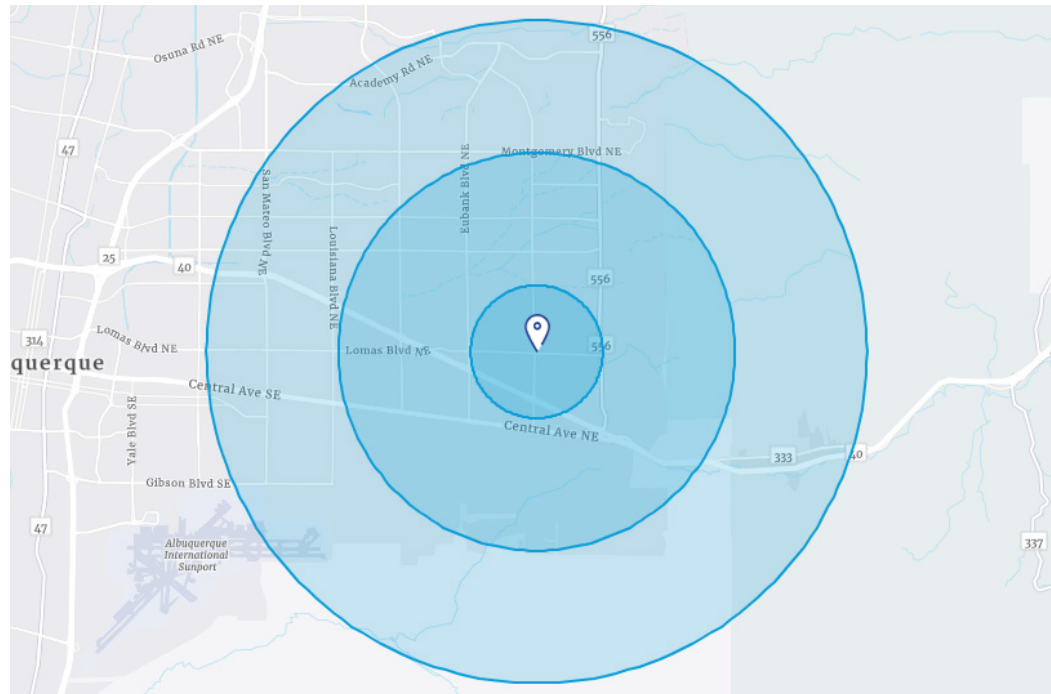 556
Osuna Rd NE
Academy Rd NE
47
Montgomery Blvd NE
San Mateo Blvd NE
Eubank Blvd NE
Louisiana Blvd NE
25
40
556
314
Lomas Blvd NE
Lomas Blvd NE
556
querque
Central Ave SE
Yale Blvd SE
Central Ave NE
333
40
Gibson Blvd SE
47
Albuquerque
International
Sunport
337